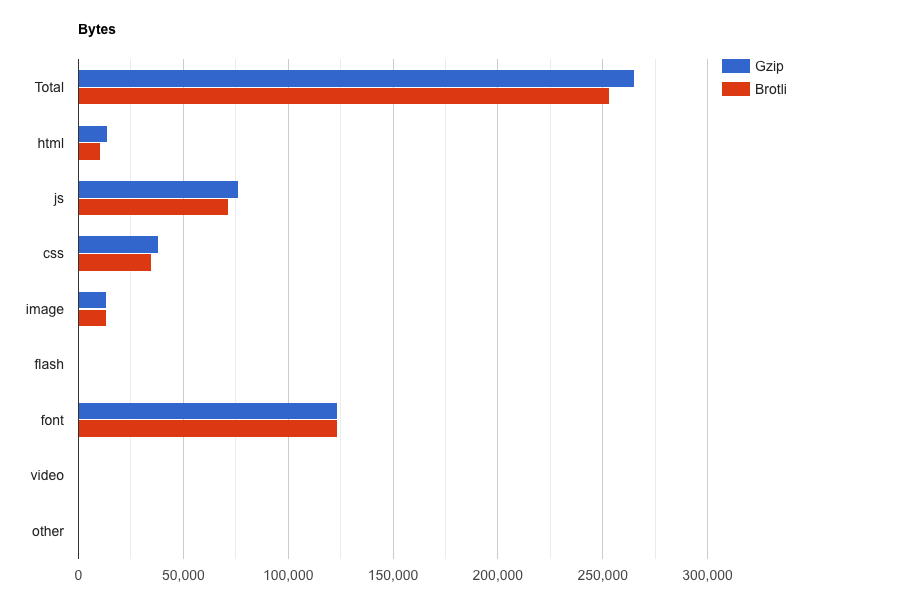 Bytes
Gzip
Brotli
Total
html
js
css
image
flash
font
video
other
0 50,000 100,000 150,000 200,000 250,000 300,000